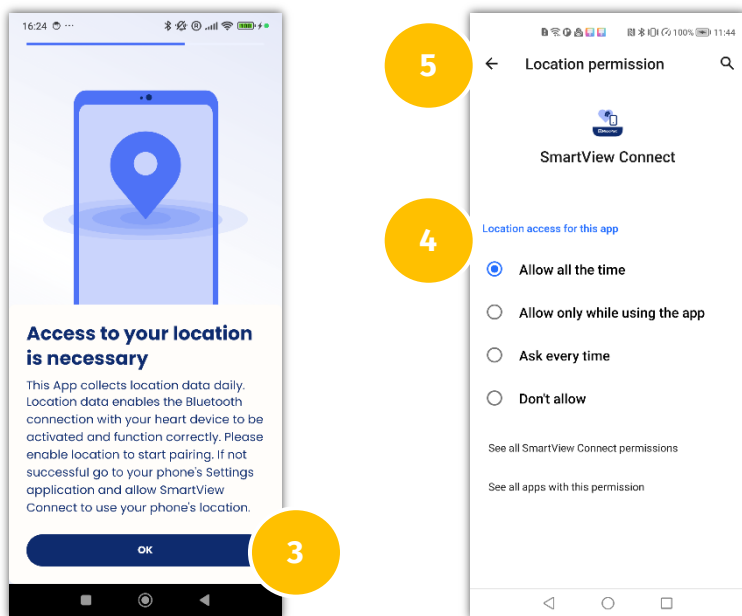 16:24
Access to your location
is necessary
This App collects location data daily.
Location data enables the Bluetooth
connection with your heart device to be
activated and function correctly. Please
enable location to start pairing. If not
successful go to your phone's Settings
application and allow SmartView
Connect to use your phone's location.
OK
3
100% 11:44
5
Location permission
SmartView Connect
4
Location access for this app
Allow all the time
Allow only while using the app
Ask every time
Don't allow
See all SmartView Connect permissions
See all apps with this permission